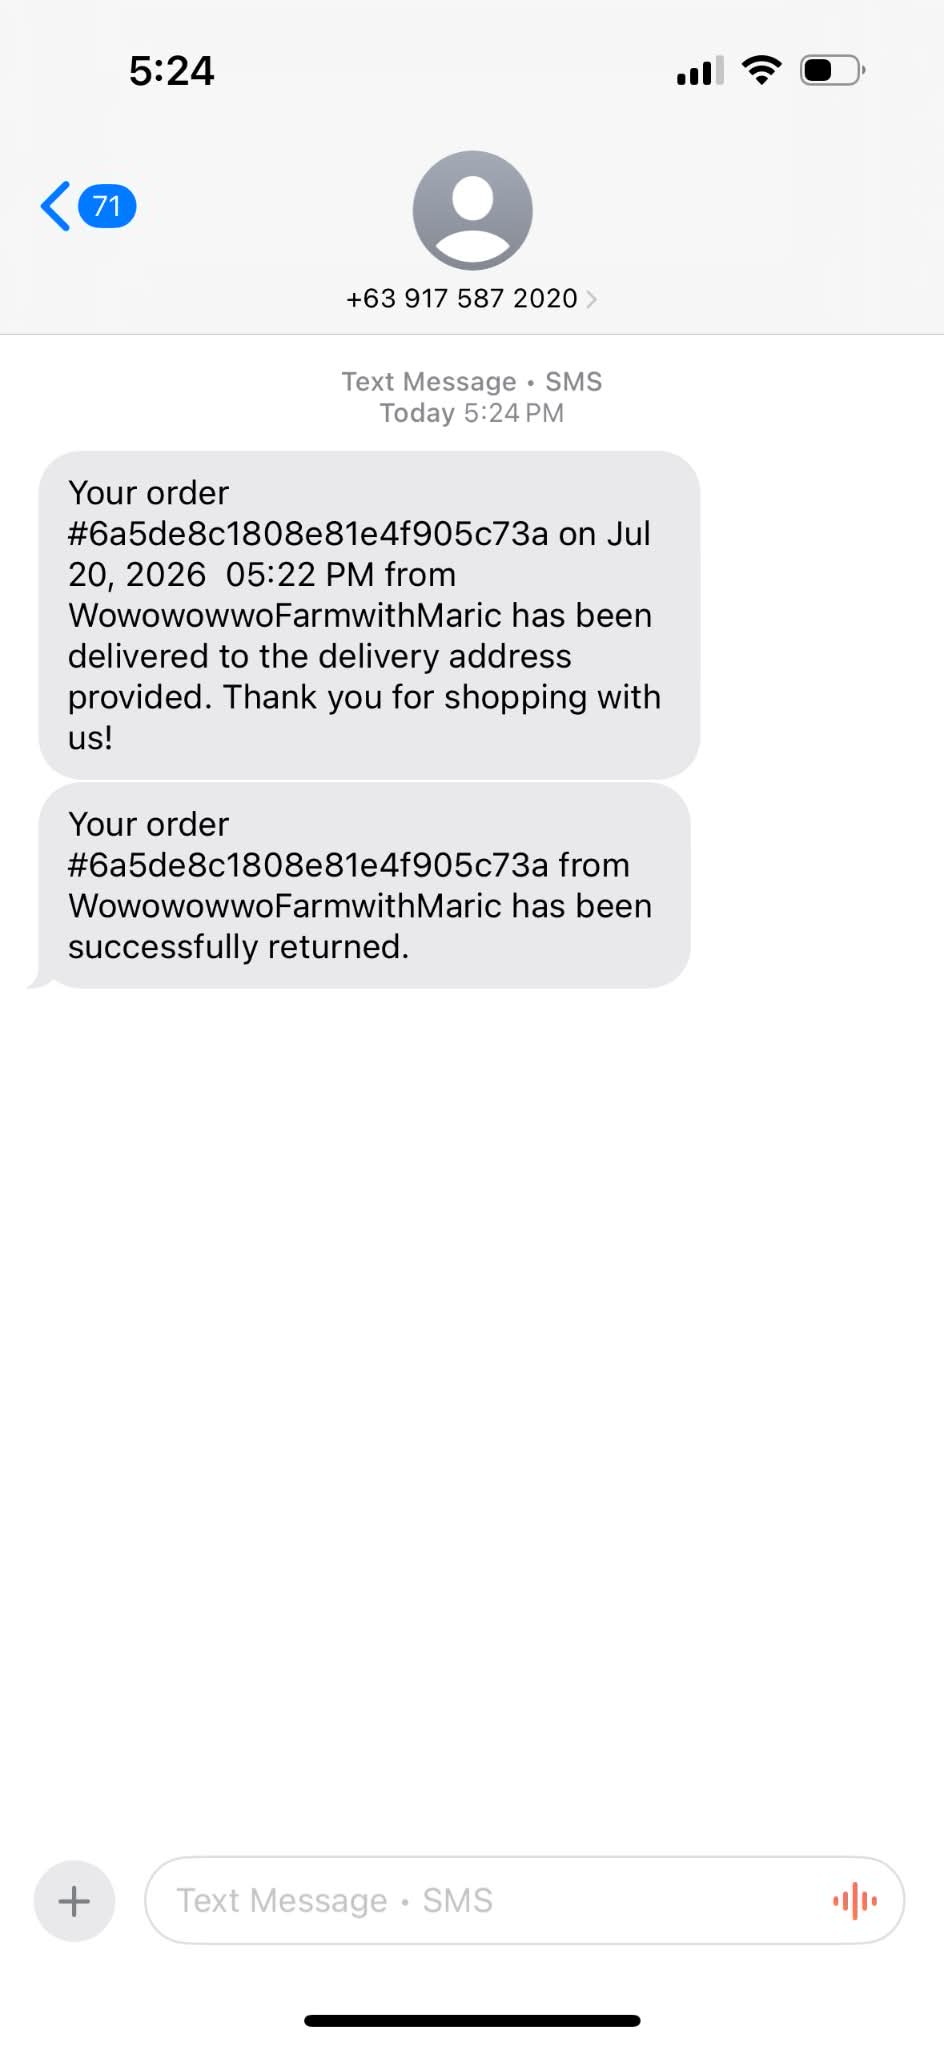 5:24
71
+63 917 587 2020
Text Message • SMS
Today 5:24 PM
Your order
#6a5de8c1808e81e4f905c73a on Jul
20, 2026  05:22 PM from
WowowowwoFarmwithMaric has been
delivered to the delivery address
provided. Thank you for shopping with
us!
Your order
#6a5de8c1808e81e4f905c73a from
WowowowwoFarmwithMaric has been
successfully returned.
Text Message • SMS